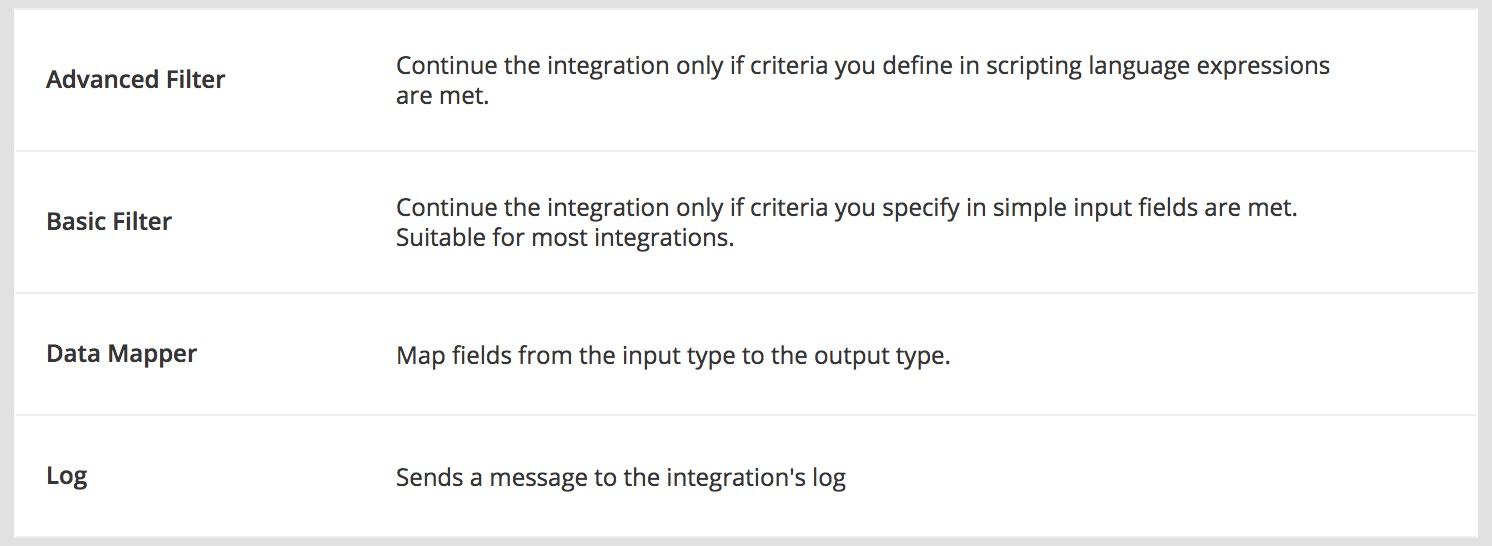 Advanced Filter
Continue the integration only if criteria you define in scripting language expressions
are met.
Basic Filter
Continue the integration only if criteria you specify in simple input fields are met.
Suitable for most integrations.
Data Mapper
Map fields from the input type to the output type.
Log
Sends a message to the integration's log